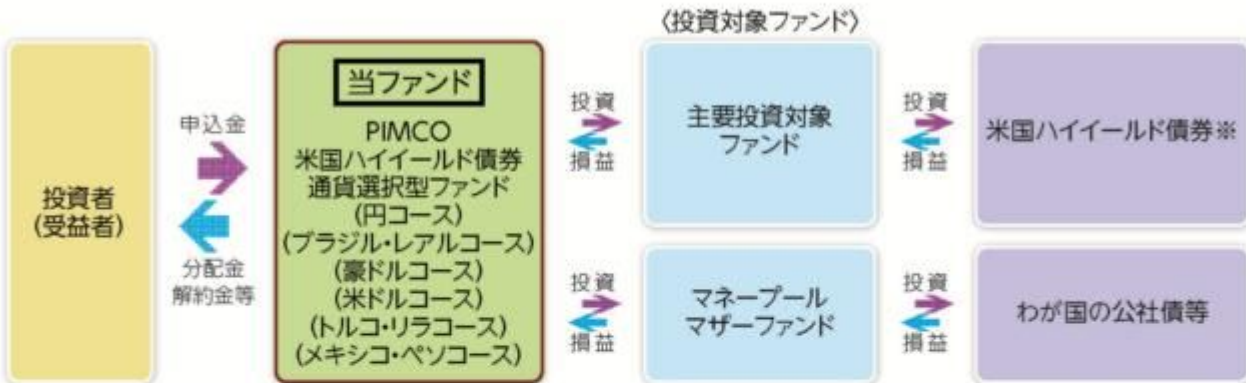 〈投資対象ファンド〉
投資者
(受益者)
申込金
分配金
解約金等
当ファンド
PIMCO
米国ハイイールド債券
通貨選択型ファンド
(円コース)
(ブラジル・レアルコース)
(豪ドルコース)
(米ドルコース)
(トルコ・リラコース)
(メキシコ・ペソコース)
投資
損益
主要投資対象
ファンド
投資
損益
米国ハイイールド債券※
投資
損益
マネープール
マザーファンド
投資
損益
わが国の公社債等